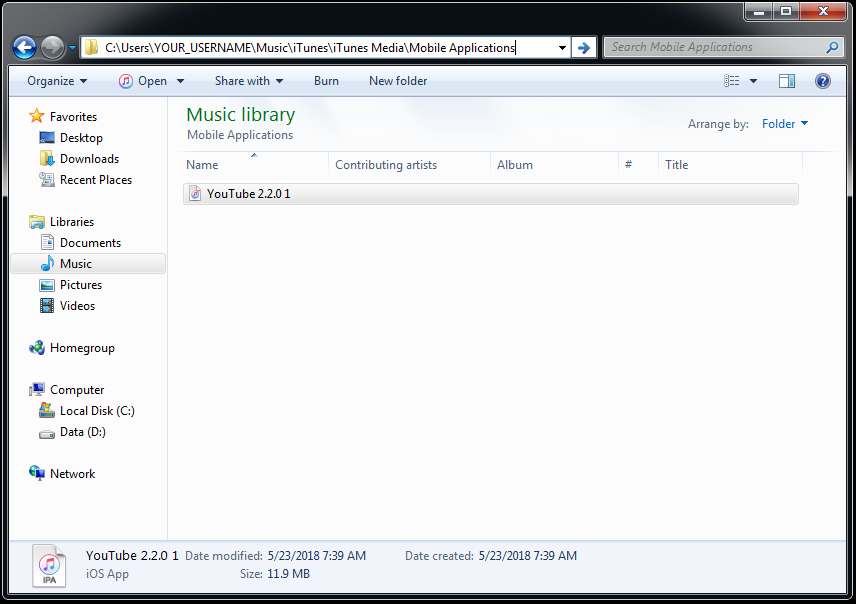 C:\Users\YOUR_USERNAME\Music\iTunes\iTunes Media\Mobile Applications
Search Mobile Applications
Organize Open Share with Burn New folder
Favorites
Desktop
Downloads
Recent Places
Libraries
Documents
Music
Pictures
Videos
Homegroup
Computer
Local Disk (C:)
Data (D:)
Network
Music library
Mobile Applications
Arrange by: Folder
Name Contributing artists Album # Title
YouTube 2.2.0 1
IPA
YouTube 2.2.0 1 Date modified: 5/23/2018 7:39 AM Date created: 5/23/2018 7:39 AM
iOS App Size: 11.9 MB